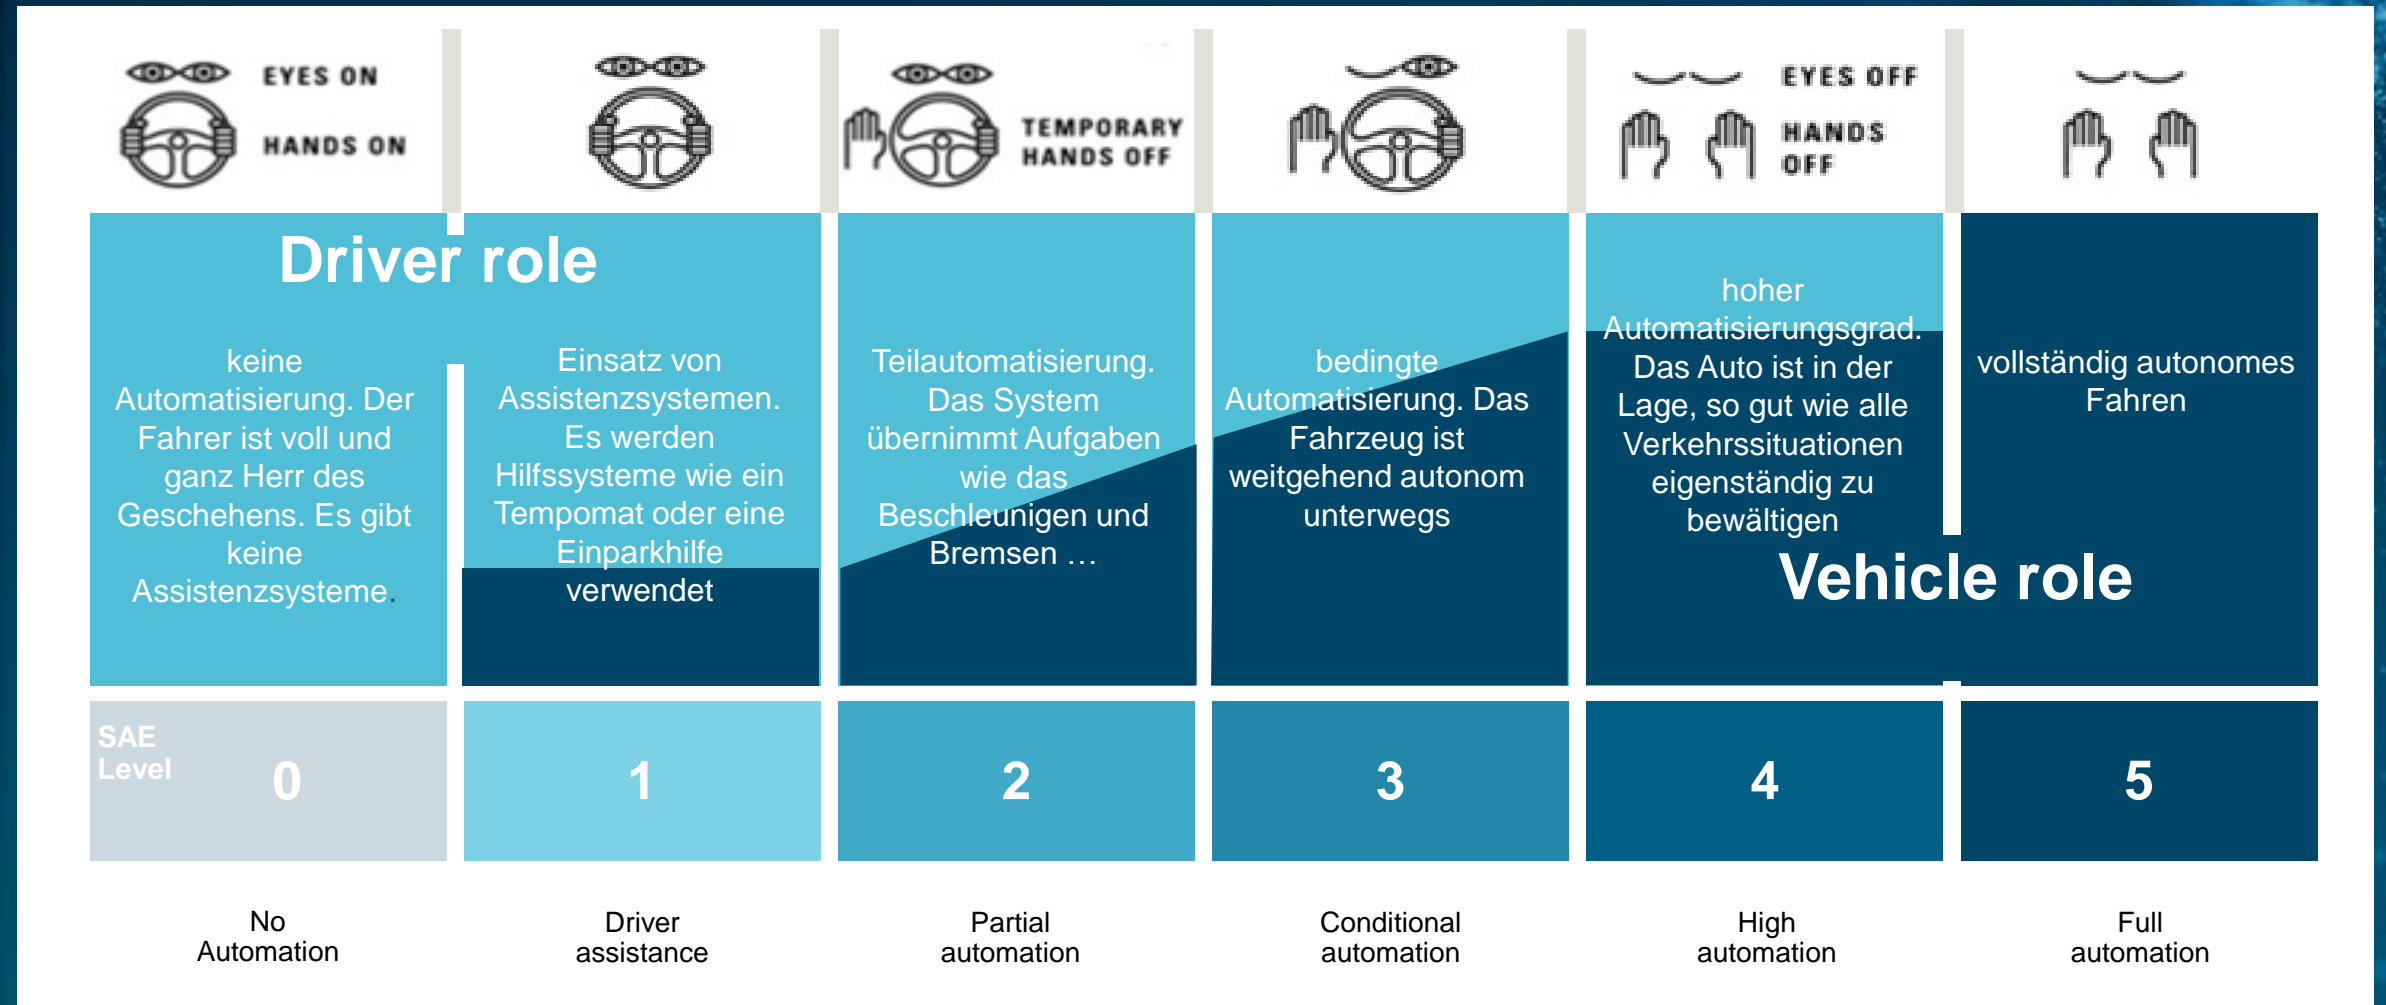 EYES ON
HANDS ON
TEMPORARY
HANDS OFF
EYES OFF
HANDS
OFF
Driver role
keine
Automatisierung. Der
Fahrer ist voll und
ganz Herr des
Geschehens. Es gibt
keine
Assistenzsysteme.
Einsatz von
Assistenzsystemen.
Es werden
Hilfssysteme wie ein
Tempomat oder eine
Einparkhilfe
verwendet
Teilautomatisierung.
Das System
übernimmt Aufgaben
wie das
Beschleunigen und
Bremsen …
bedingte
Automatisierung. Das
Fahrzeug ist
weitgehend autonom
unterwegs
hoher
Automatisierungsgrad.
Das Auto ist in der
Lage, so gut wie alle
Verkehrssituationen
eigenständig zu
bewältigen
vollständig autonomes
Fahren
Vehicle role
SAE
Level
0
1
2
3
4
5
No
Automation
Driver
assistance
Partial
automation
Conditional
automation
High
automation
Full
automation